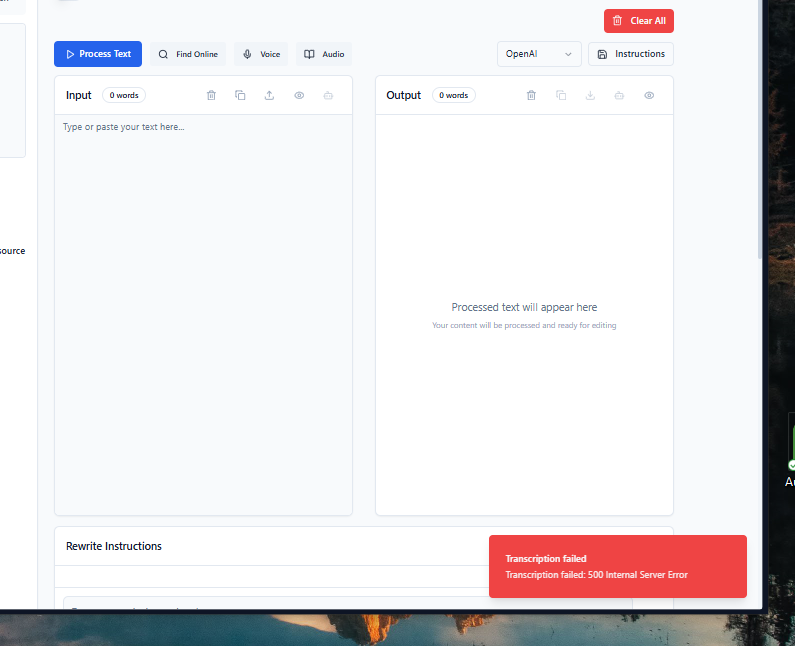 Clear All
Process Text
Find Online
Voice
Audio
OpenAI
Instructions
Input
0 words
Output
0 words
Type or paste your text here...
source
Processed text will appear here
Your content will be processed and ready for editing
Rewrite Instructions
Transcription failed
Transcription failed: 500 Internal Server Error